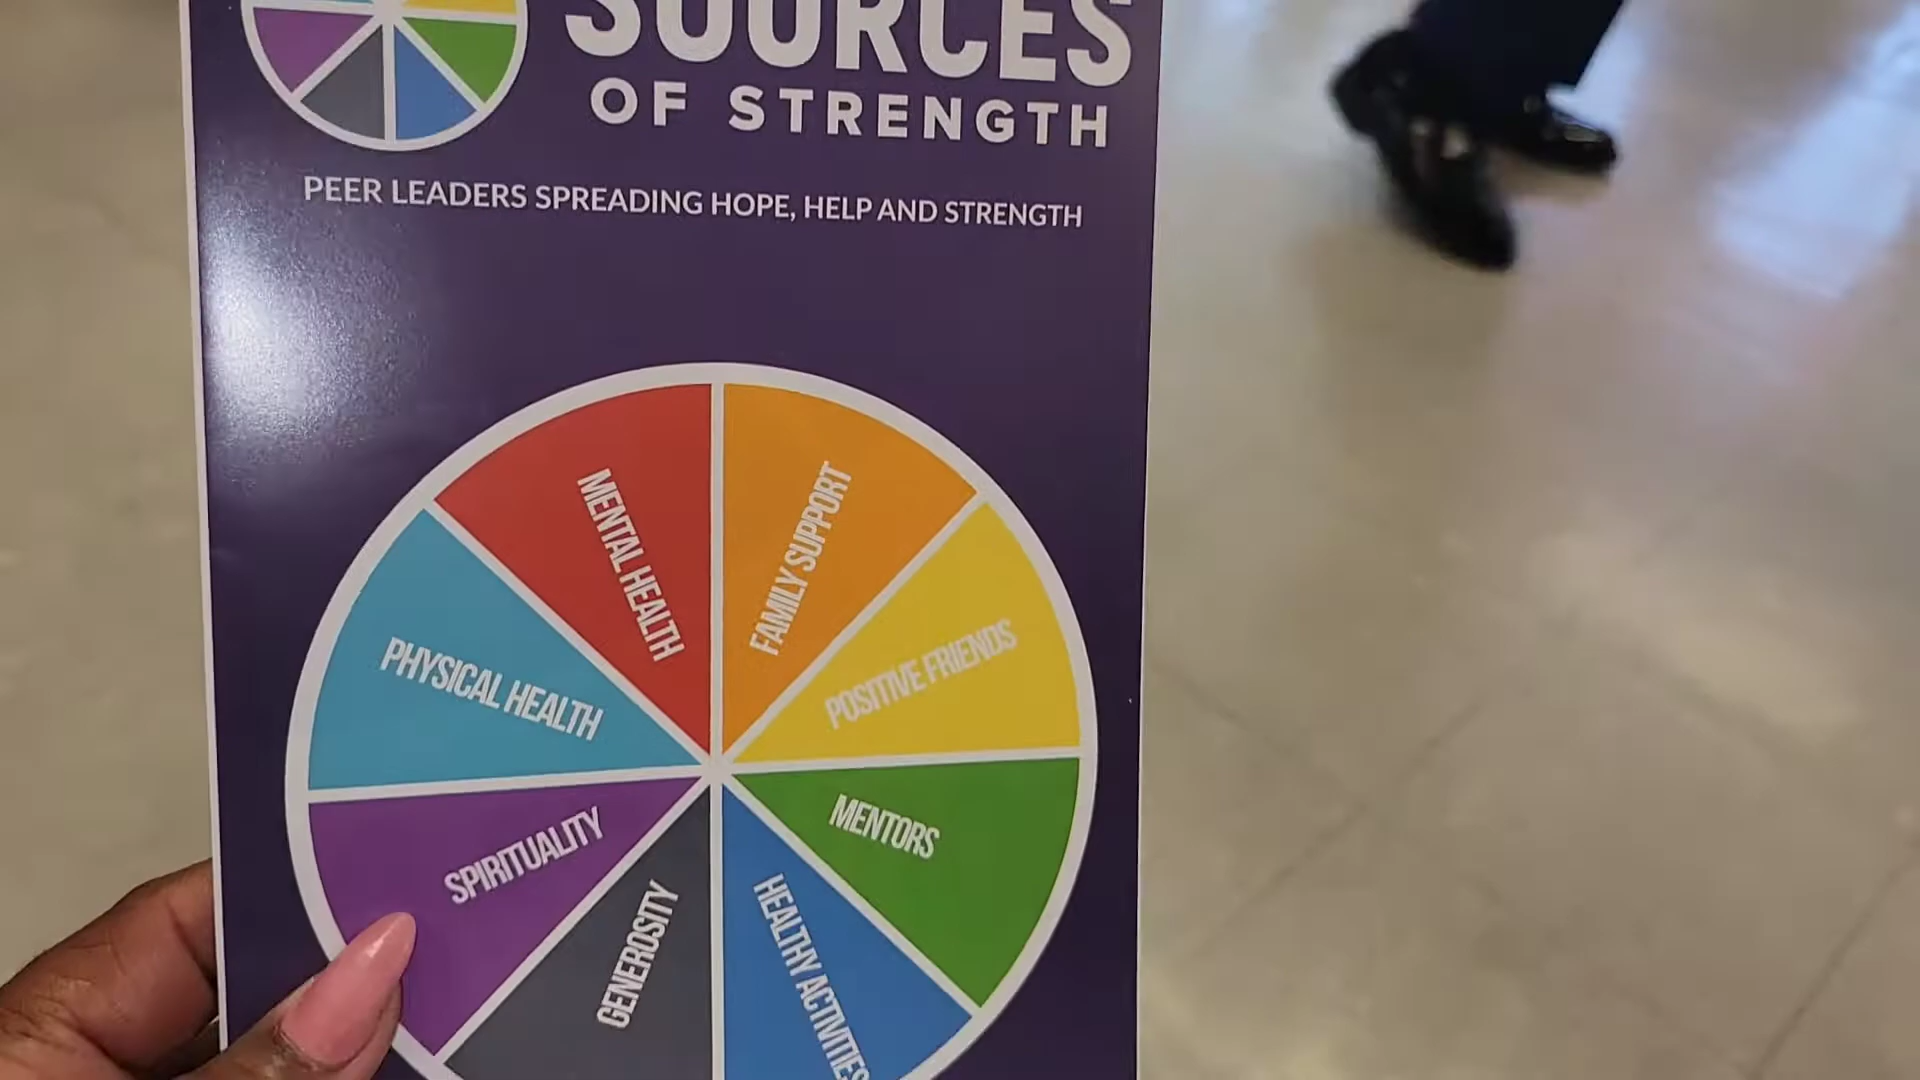 SOURCES
OF STRENGTH
PEER LEADERS SPREADING HOPE, HELP AND STRENGTH
MENTAL HEALTH
FAMILY SUPPORT
POSITIVE FRIENDS
PHYSICAL HEALTH
MENTORS
SPIRITUALITY
GENEROSITY
HEALTHY ACTIVITIES